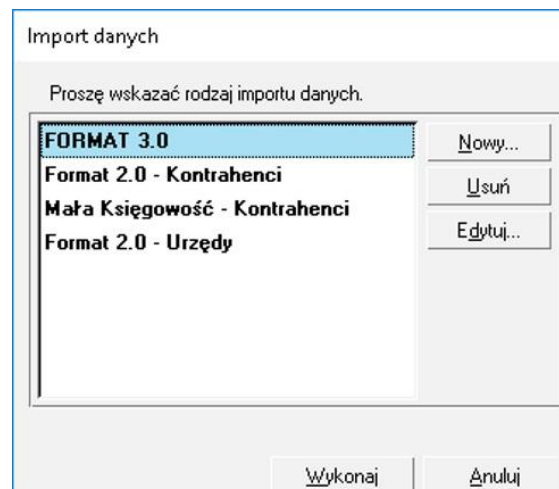 Import danych
Proszę wskazać rodzaj importu danych.
FORMAT 3.0
Format 2.0 - Kontrahenci
Mała Księgowość - Kontrahenci
Format 2.0 - Urzędy
Nowy...
Usuń
Edytuj...
Wykonaj
Anuluj